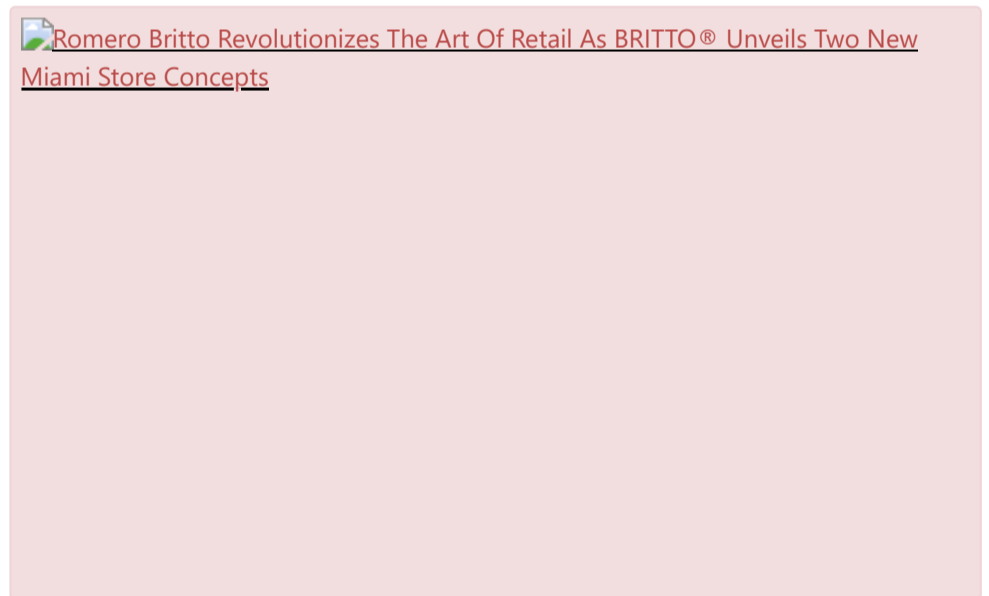 Romero Britto Revolutionizes The Art Of Retail As BRITTO® Unveils Two New
Miami Store Concepts